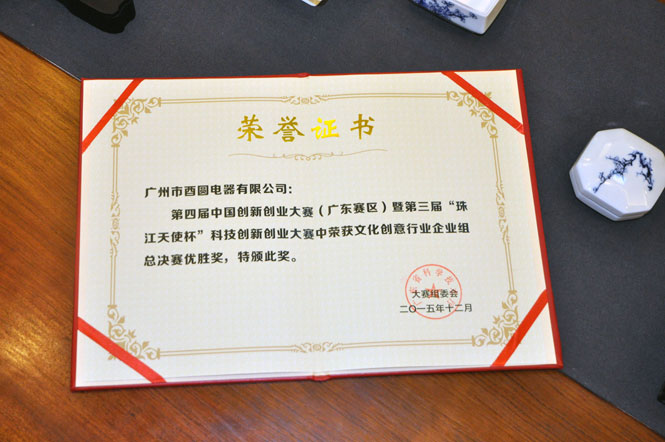 荣誉证书
广州市酉圆电器有限公司：
第四届中国创新创业大赛（广东赛区）暨第三届“珠
江天使杯”科技创新创业大赛中荣获文化创意行业企业组
总决赛优胜奖，特颁此奖。
大赛组委会
二〇一五年十二月